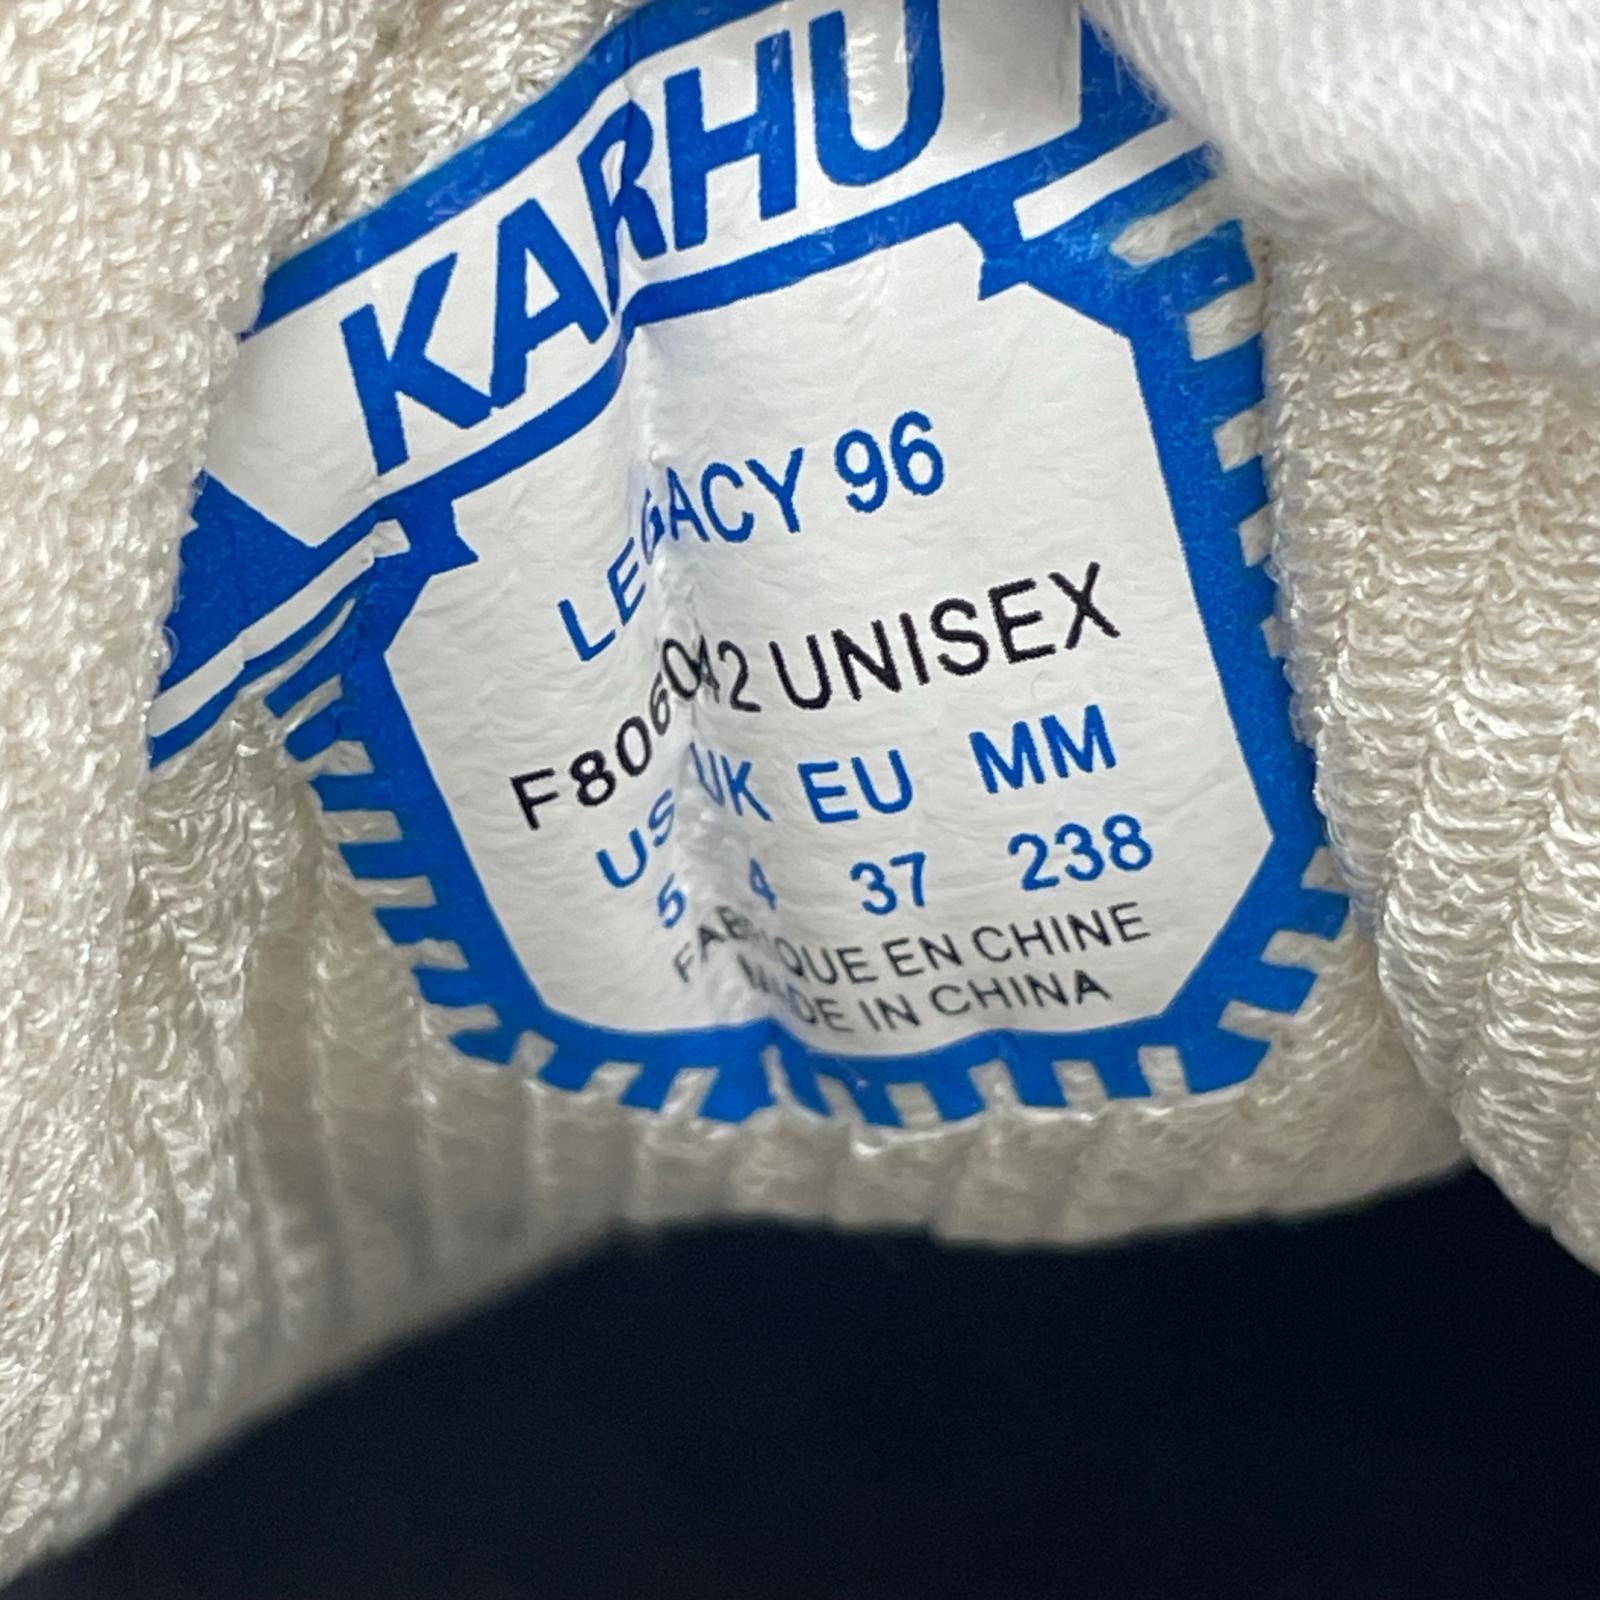 KARHU
LEGACY 96
F806042 UNISEX
US UK EU MM
5 4 37 238
FABRIQUE EN CHINE
MADE IN CHINA